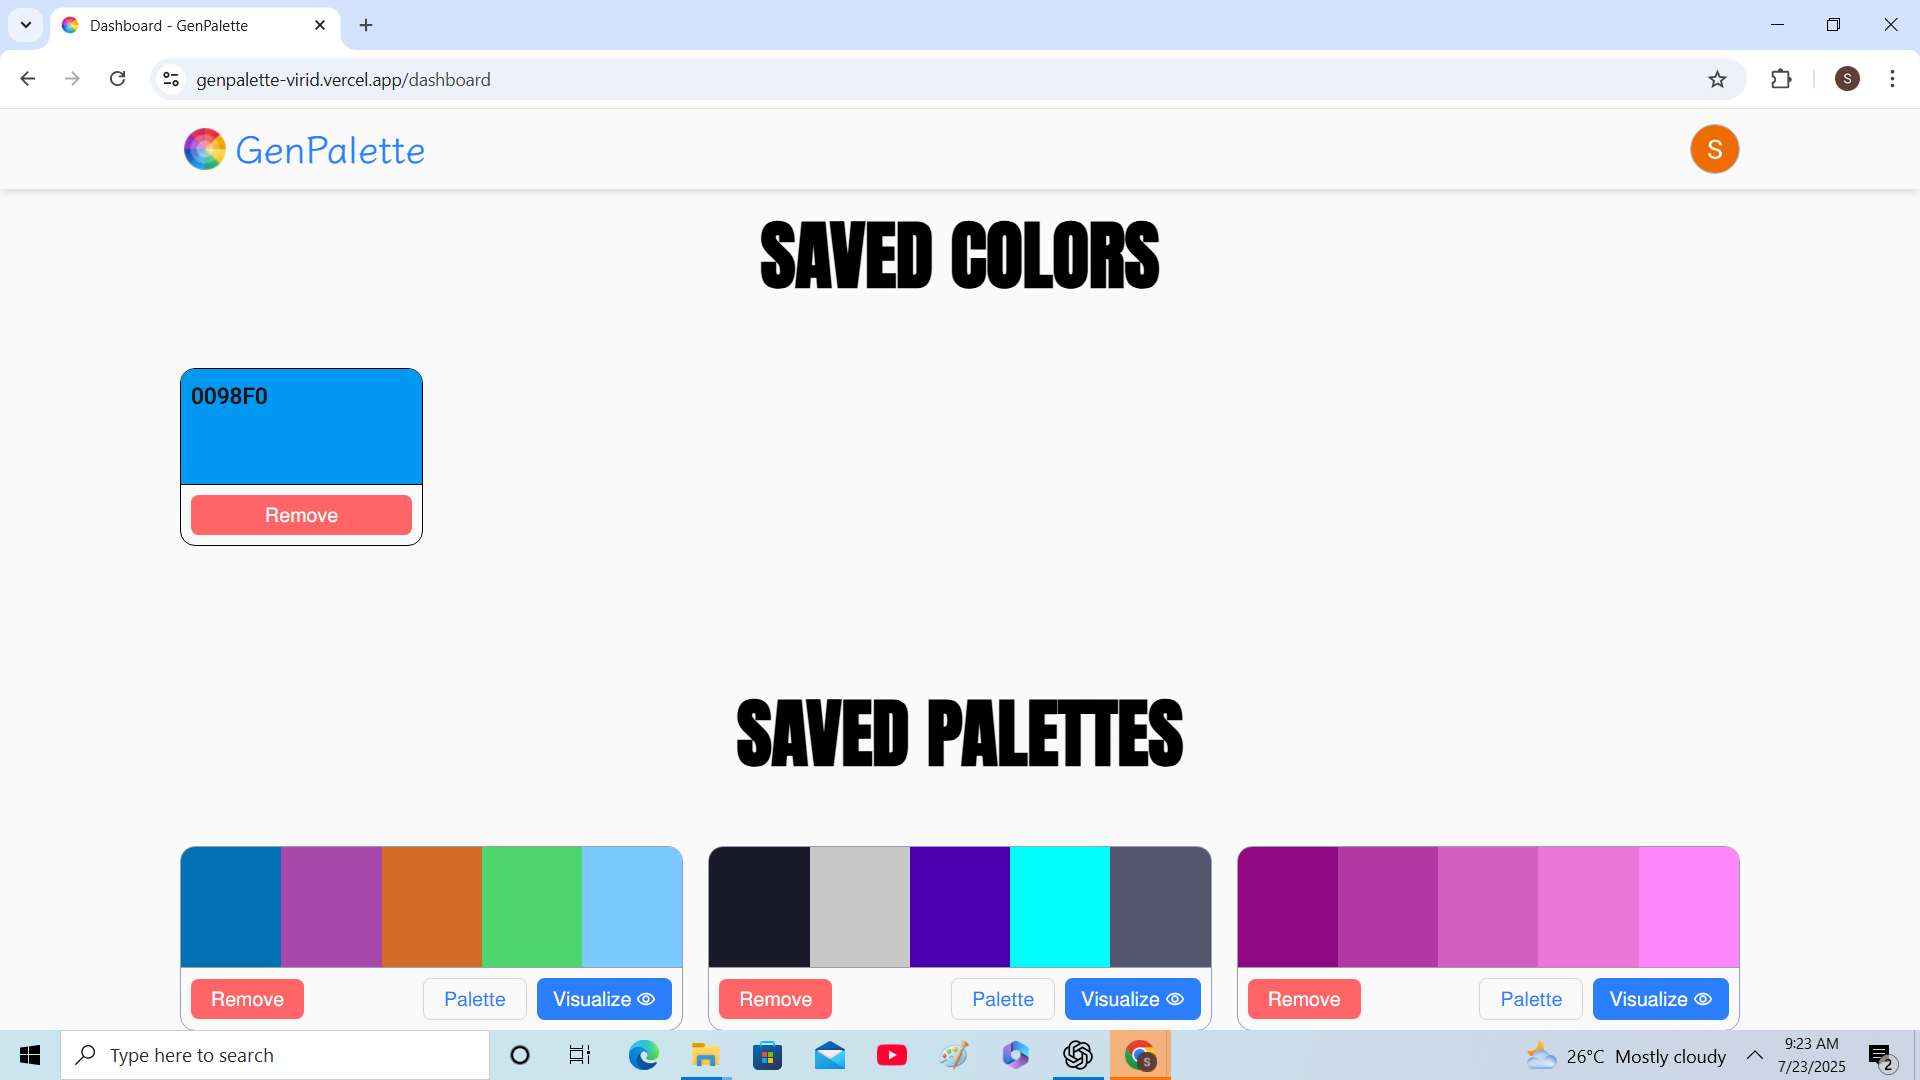 Dashboard - GenPalette
genpalette-virid.vercel.app/dashboard
S
GenPalette
S
SAVED COLORS
0098F0
Remove
SAVED PALETTES
Remove Palette Visualize
Remove Palette Visualize
Remove Palette Visualize
Type here to search
S
26°C Mostly cloudy
9:23 AM
7/23/2025
2